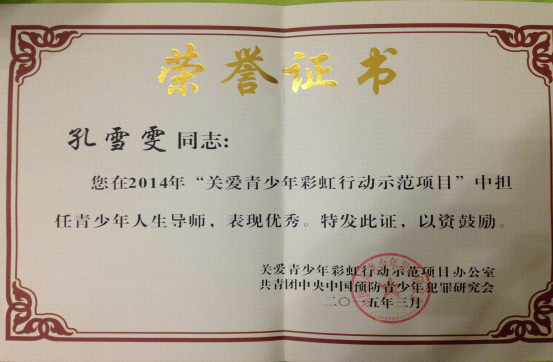 荣誉证书
孔雪雯同志：
您在2014年“关爱青少年彩虹行动示范项目”中担
任青少年人生导师，表现优秀。特发此证，以资鼓励。
关爱青少年彩虹行动示范项目办公室
共青团中央中国预防青少年犯罪研究会
二〇一五年三月